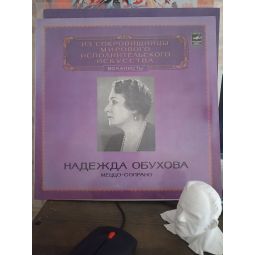 ИЗ СОКРОВИЩНИЦЫ
МИРОВОГО
ИСПОЛНИТЕЛЬСКОГО
ИСКУССТВА
ВОКАЛИСТЫ
НАДЕЖДА ОБУХОВА
МЕЦЦО-СОПРАНО